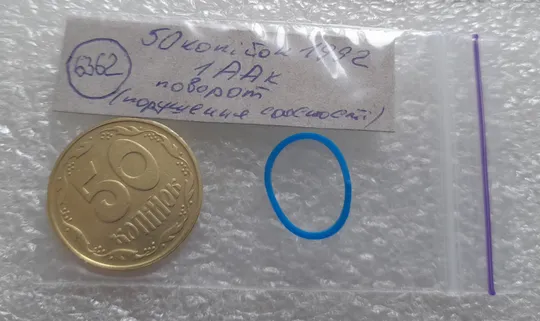 50 копійок 1992
6362
1ААк
поворот
(порушення соосності)
50
КОПІЙОК